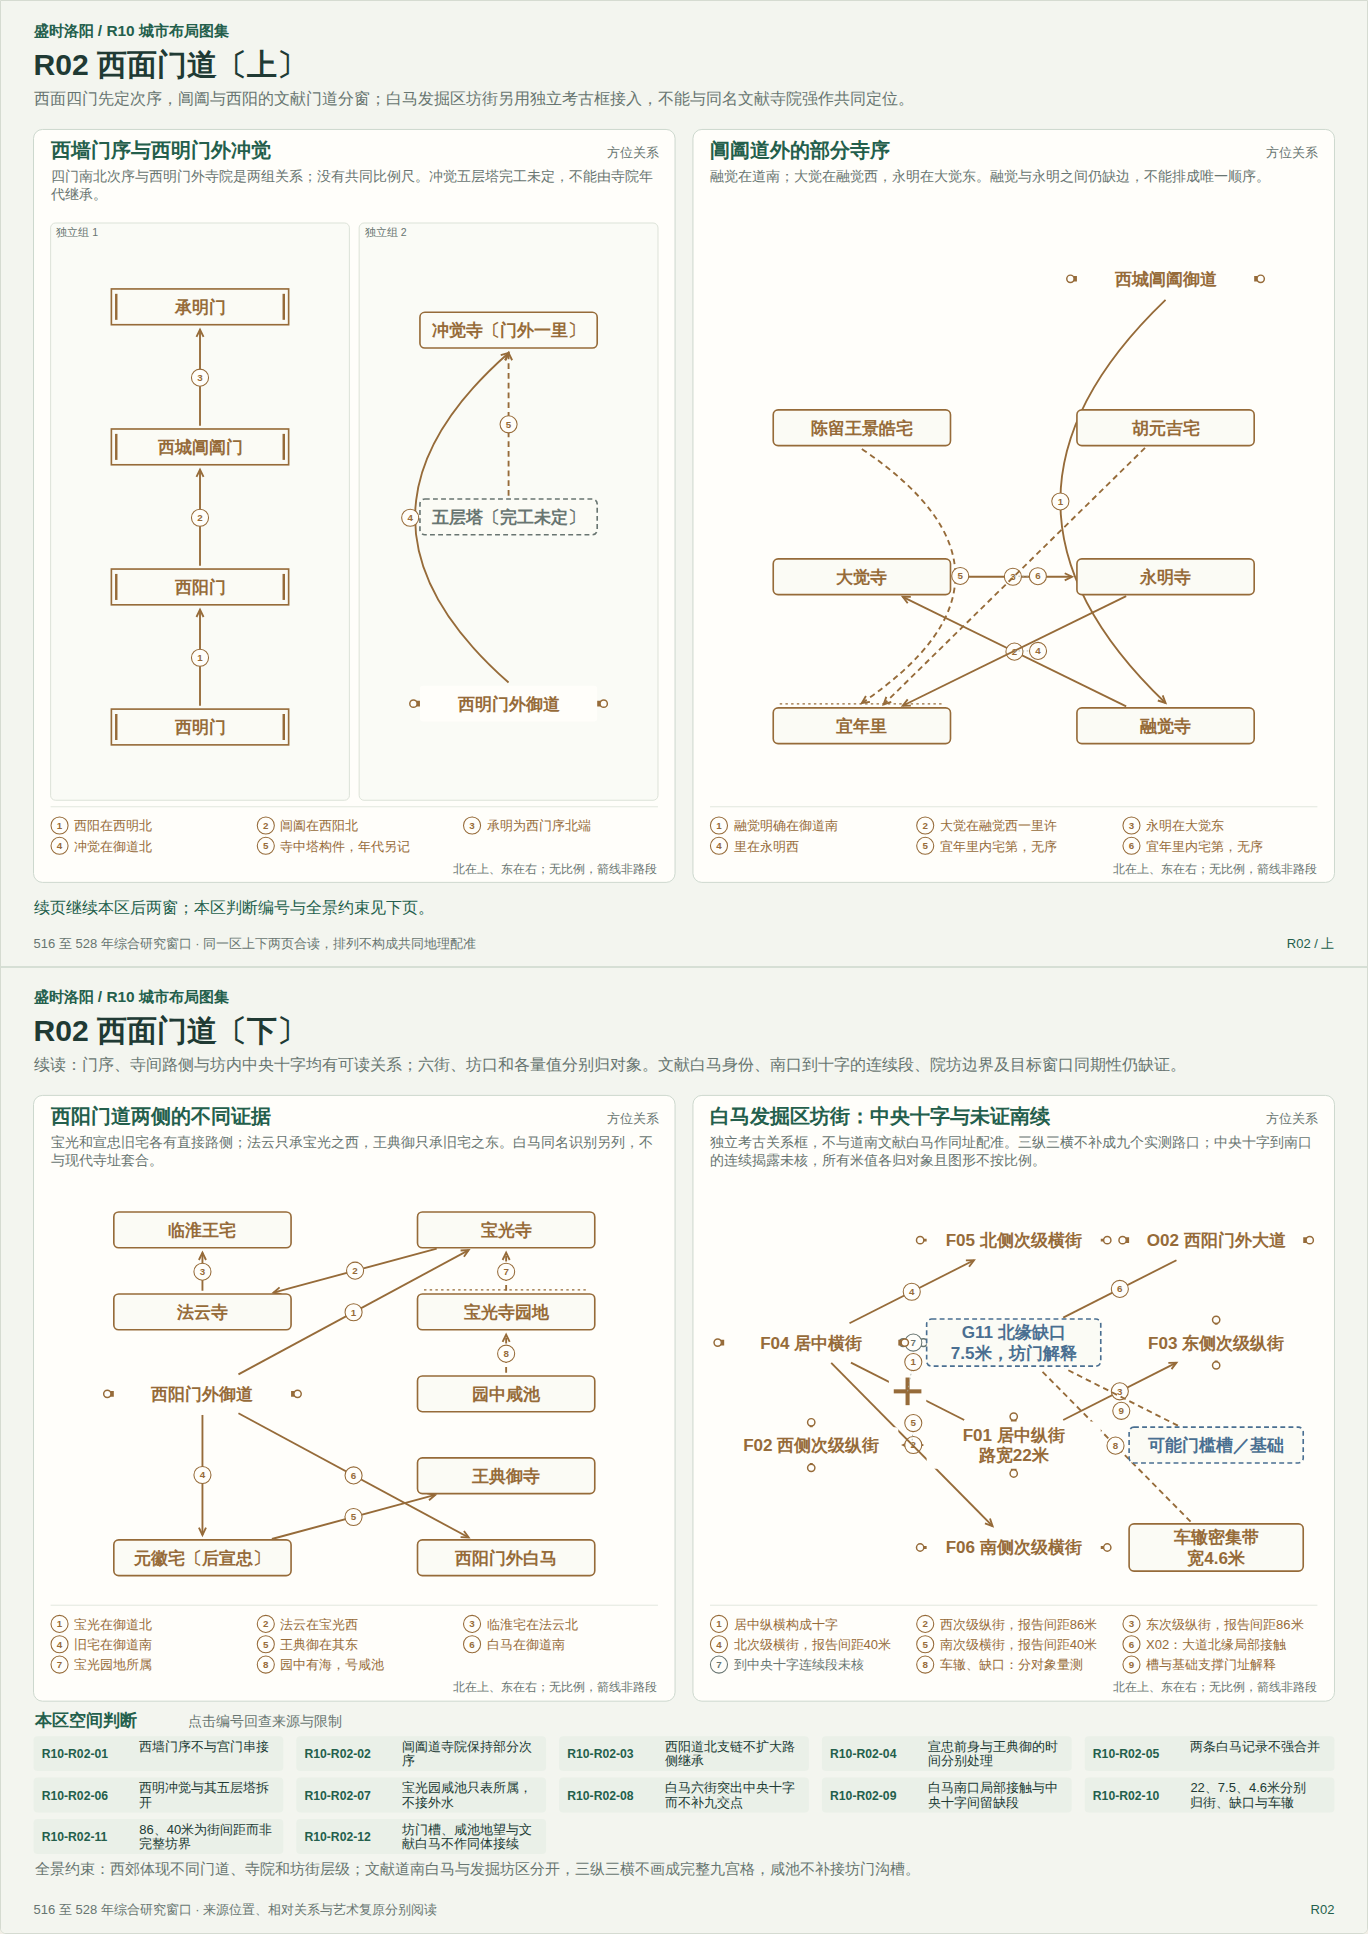 盛时洛阳 / R10 城市布局图集
R02 西面门道〔上〕
西面四门先定次序，阊阖与西阳的文献门道分窗；白马发掘区坊街另用独立考古框接入，不能与同名文献寺院强作共同定位。
西墙门序与西明门外冲觉
方位关系
四门南北次序与西明门外寺院是两组关系；没有共同比例尺。冲觉五层塔完工未定，不能由寺院年
代继承。
独立组 1
承明门
3
西城阊阖门
2
西阳门
1
西明门
独立组 2
冲觉寺〔门外一里〕
5
4
五层塔〔完工未定〕
西明门外御道
1 西阳在西明北
2 阊阖在西阳北
3 承明为西门序北端
4 冲觉在御道北
5 寺中塔构件，年代另记
北在上、东在右；无比例，箭线非路段
阊阖道外的部分寺序
方位关系
融觉在道南；大觉在融觉西，永明在大觉东。融觉与永明之间仍缺边，不能排成唯一顺序。
西城阊阖御道
陈留王景皓宅
胡元吉宅
1
大觉寺
5
3
6
永明寺
2
4
宜年里
融觉寺
1 融觉明确在御道南
2 大觉在融觉西一里许
3 永明在大觉东
4 里在永明西
5 宜年里内宅第，无序
6 宜年里内宅第，无序
北在上、东在右；无比例，箭线非路段
续页继续本区后两窗；本区判断编号与全景约束见下页。
516 至 528 年综合研究窗口 · 同一区上下两页合读，排列不构成共同地理配准
R02 / 上
盛时洛阳 / R10 城市布局图集
R02 西面门道〔下〕
续读：门序、寺间路侧与坊内中央十字均有可读关系；六街、坊口和各量值分别归对象。文献白马身份、南口到十字的连续段、院坊边界及目标窗口同期性仍缺证。
西阳门道两侧的不同证据
方位关系
宝光和宣忠旧宅各有直接路侧；法云只承宝光之西，王典御只承旧宅之东。白马同名识别另列，不
与现代寺址套合。
临淮王宅
宝光寺
3
2
7
法云寺
宝光寺园地
1
8
西阳门外御道
园中咸池
4
6
王典御寺
5
元徽宅〔后宣忠〕
西阳门外白马
1 宝光在御道北
2 法云在宝光西
3 临淮宅在法云北
4 旧宅在御道南
5 王典御在其东
6 白马在御道南
7 宝光园地所属
8 园中有海，号咸池
北在上、东在右；无比例，箭线非路段
白马发掘区坊街：中央十字与未证南续
方位关系
独立考古关系框，不与道南文献白马作同址配准。三纵三横不补成九个实测路口；中央十字到南口
的连续揭露未核，所有米值各归对象且图形不按比例。
F05 北侧次级横街
O02 西阳门外大道
4
6
F04 居中横街
7
1
G11 北缘缺口
7.5米，坊门解释
F03 东侧次级纵街
3
9
5
2
F02 西侧次级纵街
F01 居中纵街
路宽22米
8
可能门槛槽／基础
F06 南侧次级横街
车辙密集带
宽4.6米
1 居中纵横构成十字
2 西次级纵街，报告间距86米
3 东次级纵街，报告间距86米
4 北次级横街，报告间距40米
5 南次级横街，报告间距40米
6 X02：大道北缘局部接触
7 到中央十字连续段未核
8 车辙、缺口：分对象量测
9 槽与基础支撑门址解释
北在上、东在右；无比例，箭线非路段
本区空间判断
点击编号回查来源与限制
R10-R02-01 西墙门序不与宫门串接
R10-R02-02 阊阖道寺院保持部分次
序
R10-R02-03 西阳道北支链不扩大路
侧继承
R10-R02-04 宣忠前身与王典御的时
间分别处理
R10-R02-05 两条白马记录不强合并
R10-R02-06 西明冲觉与其五层塔拆
开
R10-R02-07 宝光园咸池只表所属，
不接外水
R10-R02-08 白马六街突出中央十字
而不补九交点
R10-R02-09 白马南口局部接触与中
央十字间留缺段
R10-R02-10 22、7.5、4.6米分别
归街、缺口与车辙
R10-R02-11 86、40米为街间距而非
完整坊界
R10-R02-12 坊门槽、咸池地望与文
献白马不作同体接续
全景约束：西郊体现不同门道、寺院和坊街层级；文献道南白马与发掘坊区分开，三纵三横不画成完整九宫格，咸池不补接坊门沟槽。
516 至 528 年综合研究窗口 · 来源位置、相对关系与艺术复原分别阅读
R02